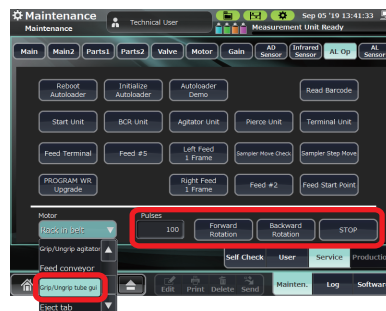 Maintenance
Maintenance
Technical User
Sep 05 '19 13:41:33
Measurement Unit Ready
Main Main2 Parts1 Parts2 Valve Motor Gain AD Sensor Infrared Sensor AL Op AL Sensor
Reboot Autoloader Initialize Autoloader Autoloader Demo Read Barcode
Start Unit BCR Unit Agitator Unit Pierce Unit Terminal Unit
Feed Terminal Feed #5 Left Feed 1 Frame Sampler Move Check Sampler Step Move
PROGRAM WR Upgrade Right Feed 1 Frame Feed #2 Feed Start Point
Motor Pulses
Rack in belt 100 Forward Rotation Backward Rotation STOP
Grip/Ungrip agitator
Feed conveyor
Self Check User Service Productio
Grip/Ungrip tube gui
Edit Print Delete Send Mainten. Log Softwar
Eject tab